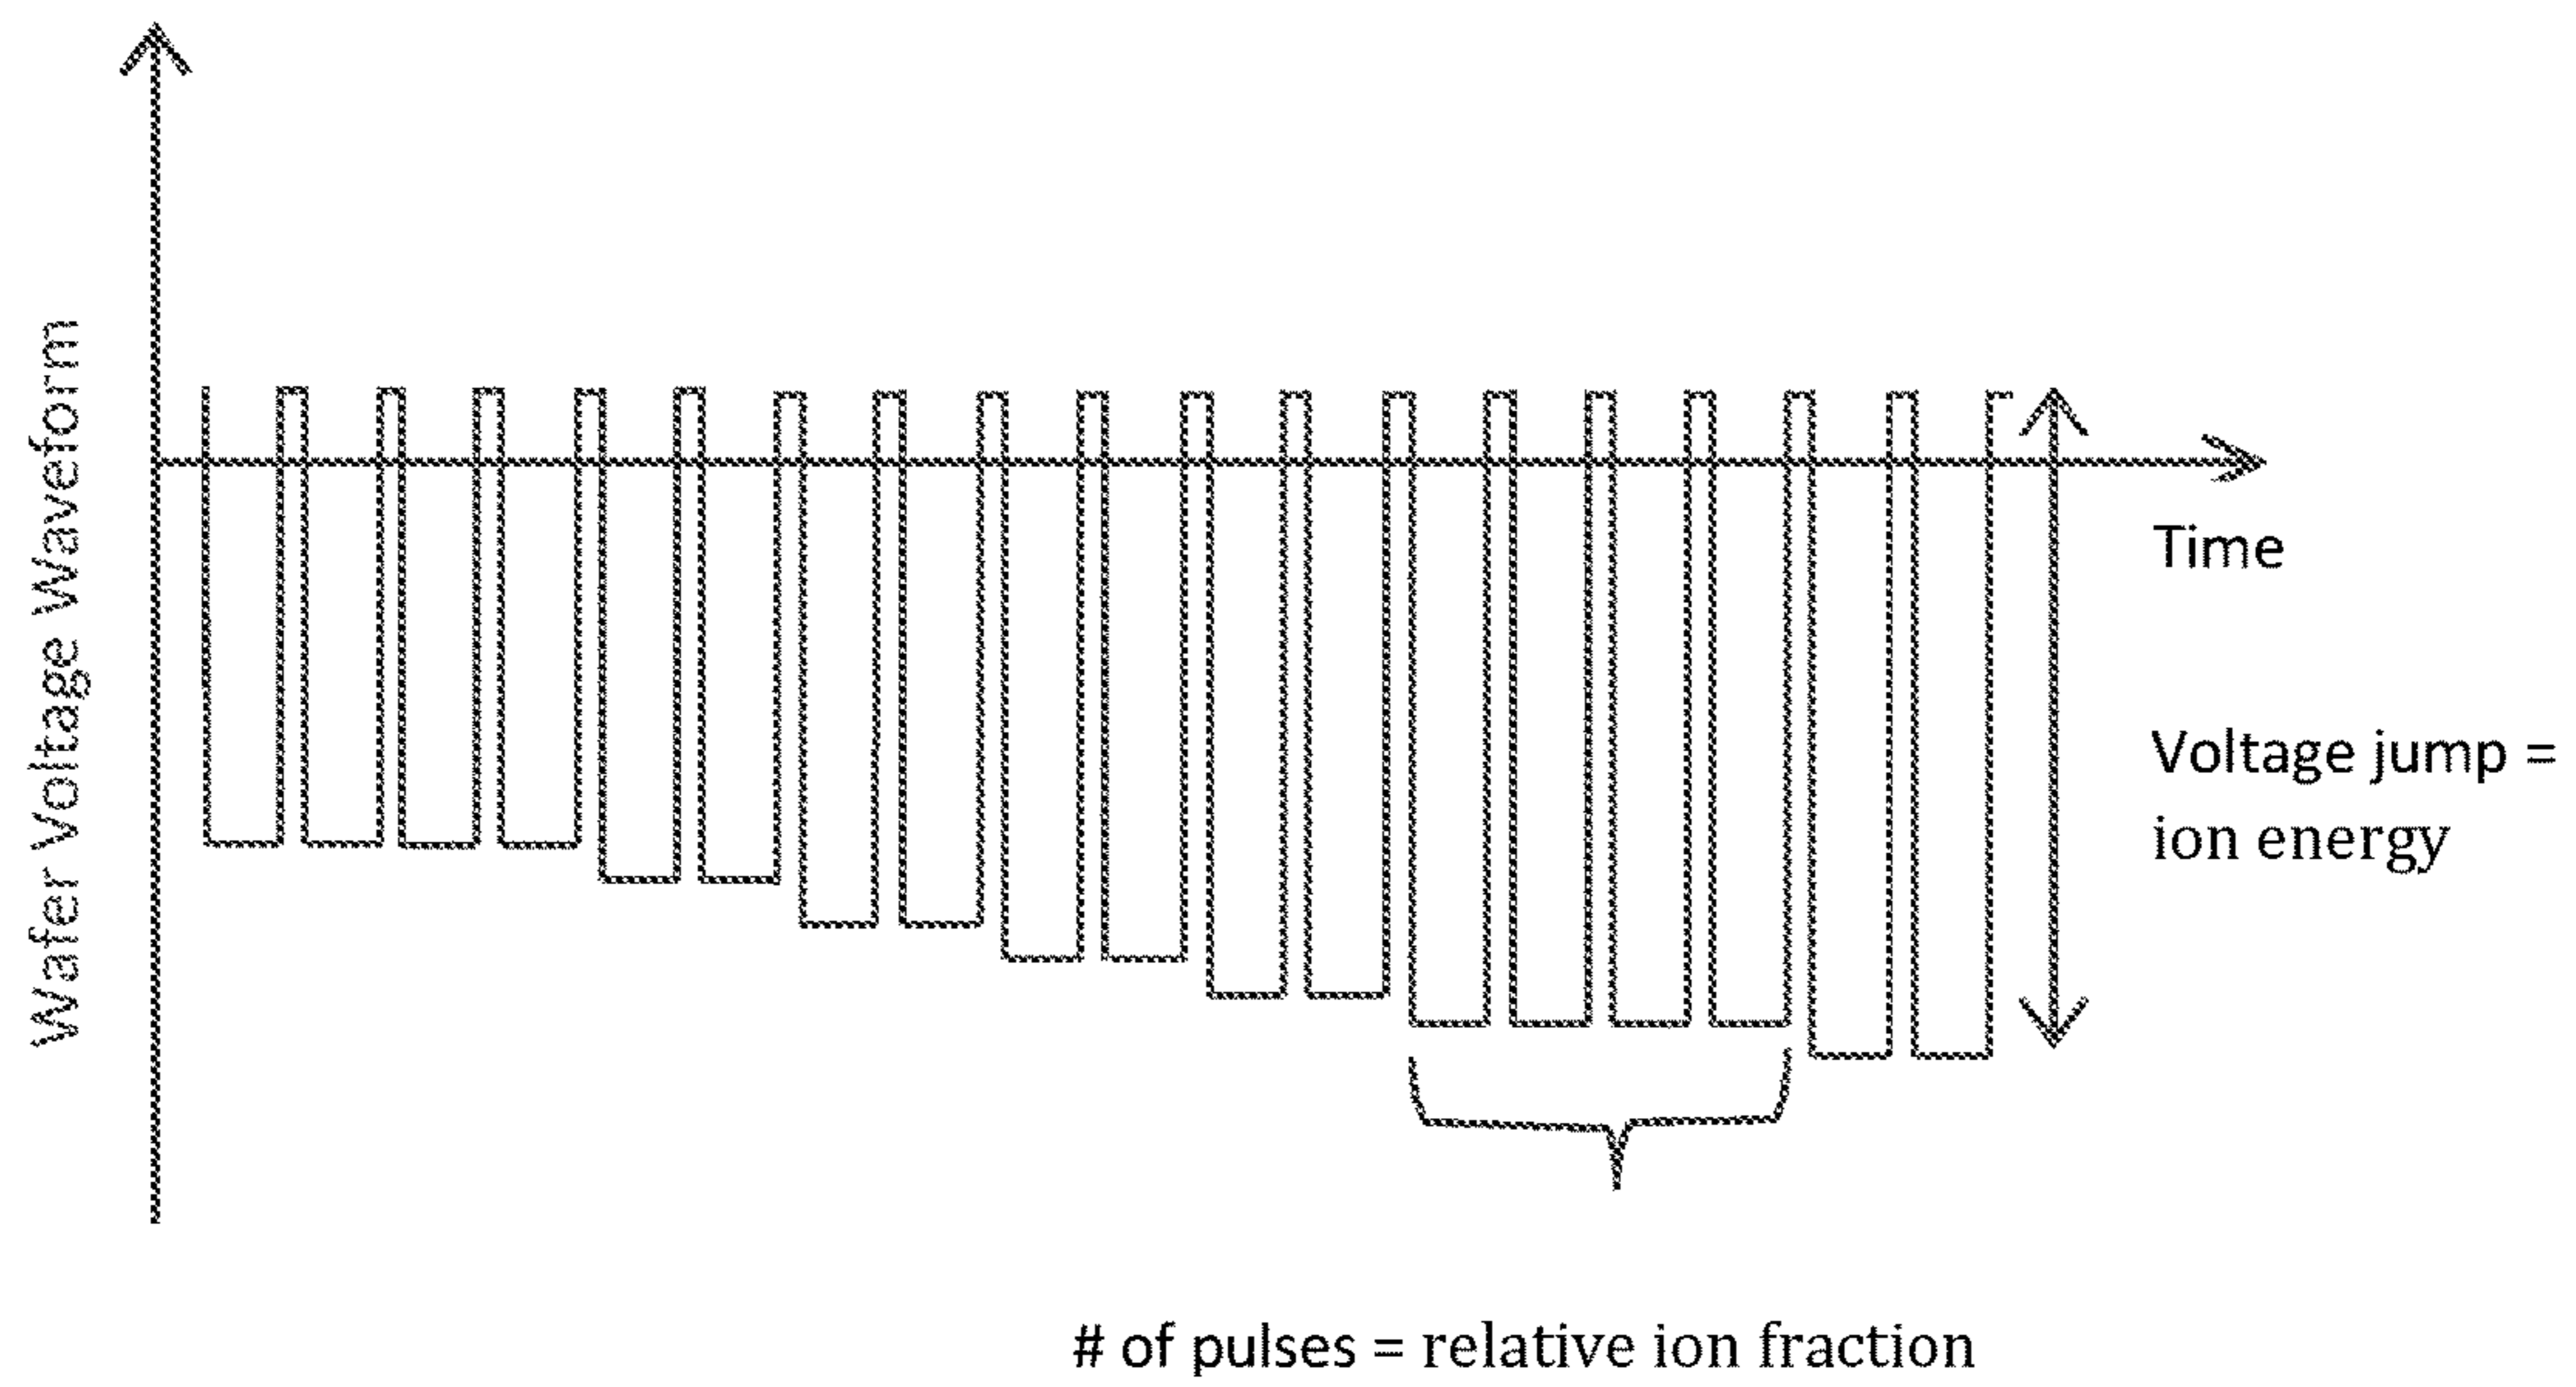 Wafer Voltage Waveform
Time
Voltage jump =
ion energy
# of pulses = relative ion fraction